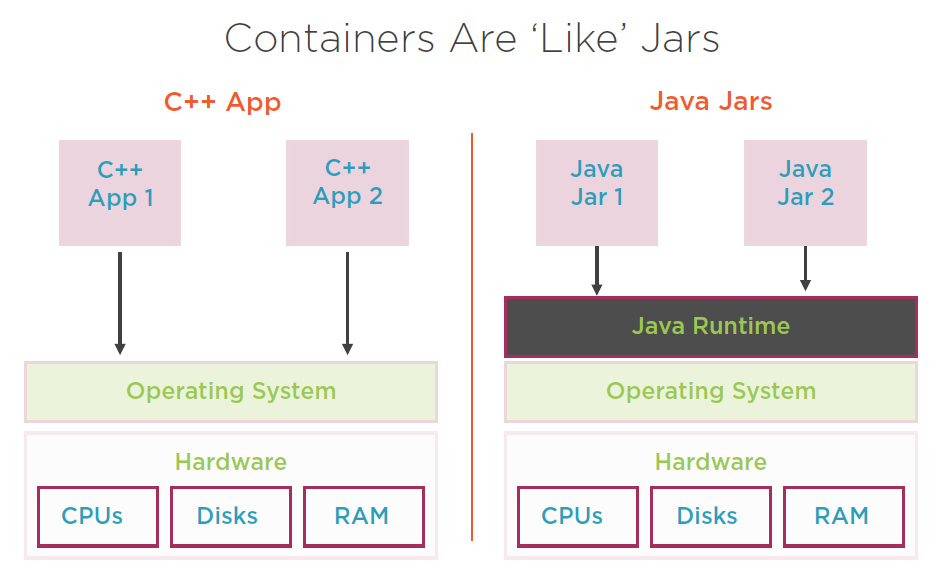 Containers Are ‘Like’ Jars
C++ App
C++
App 1
C++
App 2
Operating System
Hardware
CPUs
Disks
RAM
Java Jars
Java
Jar 1
Java
Jar 2
Java Runtime
Operating System
Hardware
CPUs
Disks
RAM